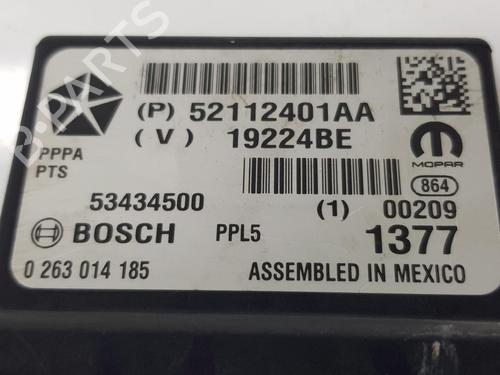 (P) 52112401AA
(V) 19224BE
PPPA
PTS
MOPAR
864
53434500
(1) 00209
BOSCH PPL5 1377
0 263 014 185 ASSEMBLED IN MEXICO
B-PARTS